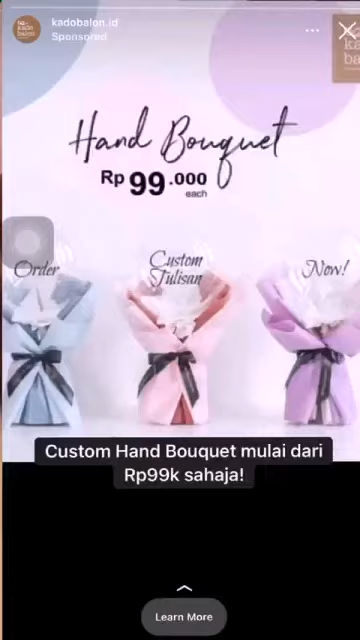 kadobalon.id
Sponsored
Hand Bouquet
Rp 99.000
each
Order
Custom
Tulisan
Now!
Custom Hand Bouquet mulai dari
Rp99k sahaja!
Learn More